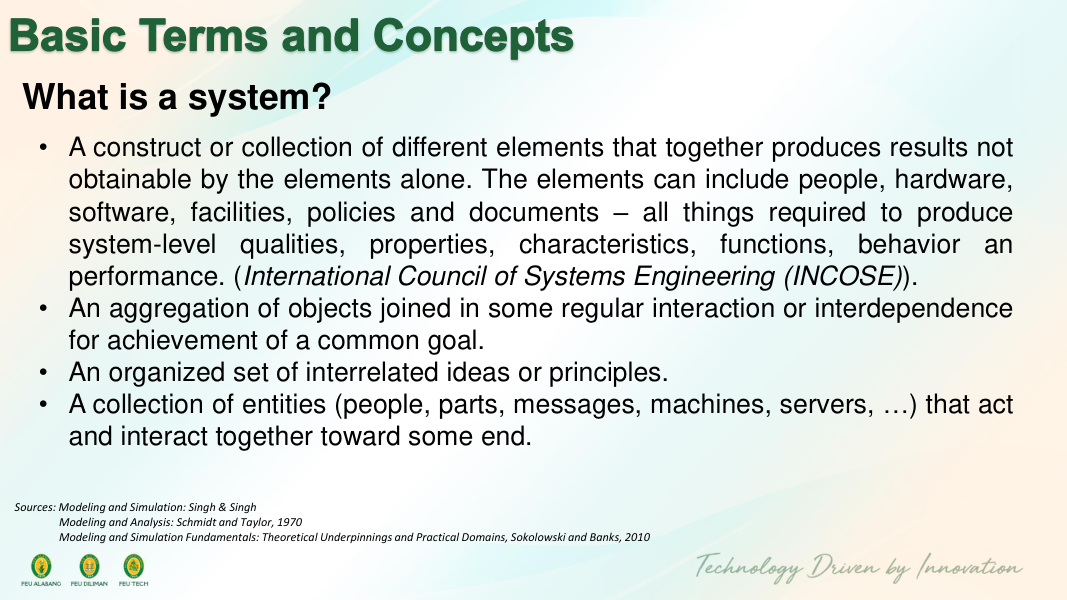 Basic Terms and Concepts
What is a system?
• A construct or collection of different elements that together produces results not
obtainable by the elements alone. The elements can include people, hardware,
software, facilities, policies and documents – all things required to produce
system-level qualities, properties, characteristics, functions, behavior an
performance. (International Council of Systems Engineering (INCOSE)).
• An aggregation of objects joined in some regular interaction or interdependence
for achievement of a common goal.
• An organized set of interrelated ideas or principles.
• A collection of entities (people, parts, messages, machines, servers, …) that act
and interact together toward some end.
Sources: Modeling and Simulation: Singh & Singh
Modeling and Analysis: Schmidt and Taylor, 1970
Modeling and Simulation Fundamentals: Theoretical Underpinnings and Practical Domains, Sokolowski and Banks, 2010
FEU ALABANG FEU DILIMAN FEU TECH
Technology Driven by Innovation